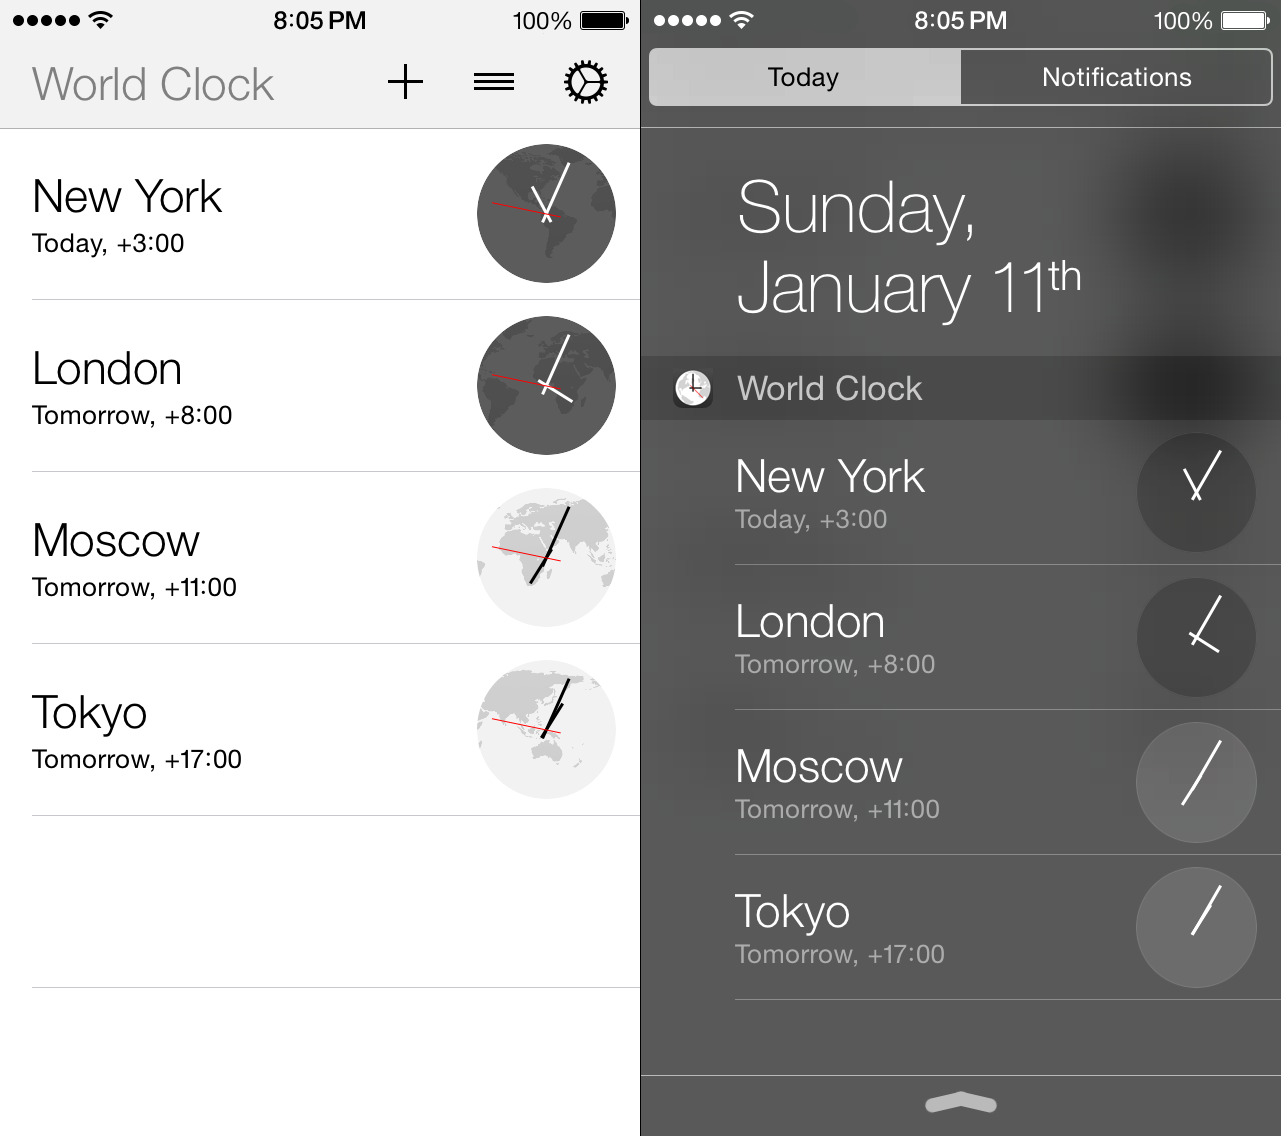 8:05 PM 100%
World Clock
New York
Today, +3:00
London
Tomorrow, +8:00
Moscow
Tomorrow, +11:00
Tokyo
Tomorrow, +17:00
8:05 PM 100%
Today Notifications
Sunday,
January 11th
World Clock
New York
Today, +3:00
London
Tomorrow, +8:00
Moscow
Tomorrow, +11:00
Tokyo
Tomorrow, +17:00